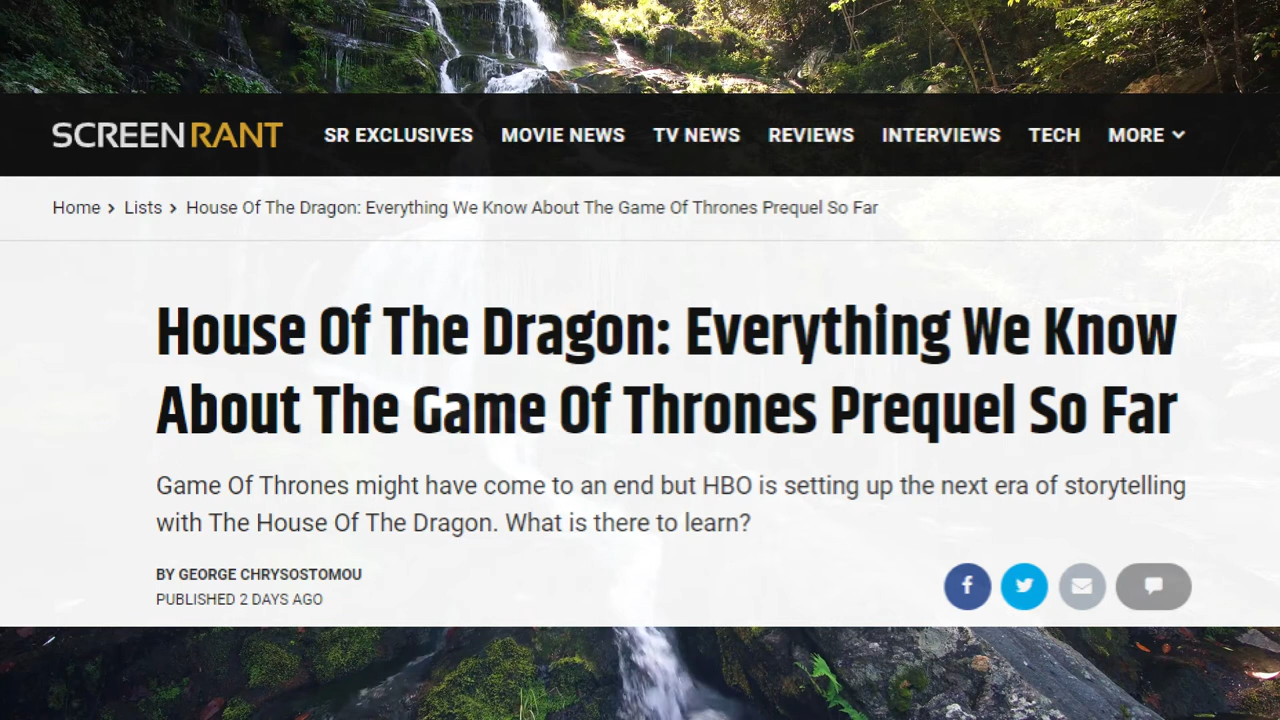 SCREENRANT SR EXCLUSIVES MOVIE NEWS TV NEWS REVIEWS INTERVIEWS TECH MORE
Home > Lists > House Of The Dragon: Everything We Know About The Game Of Thrones Prequel So Far
House Of The Dragon: Everything We Know
About The Game Of Thrones Prequel So Far
Game Of Thrones might have come to an end but HBO is setting up the next era of storytelling
with The House Of The Dragon. What is there to learn?
BY GEORGE CHRYSOSTOMOU
PUBLISHED 2 DAYS AGO